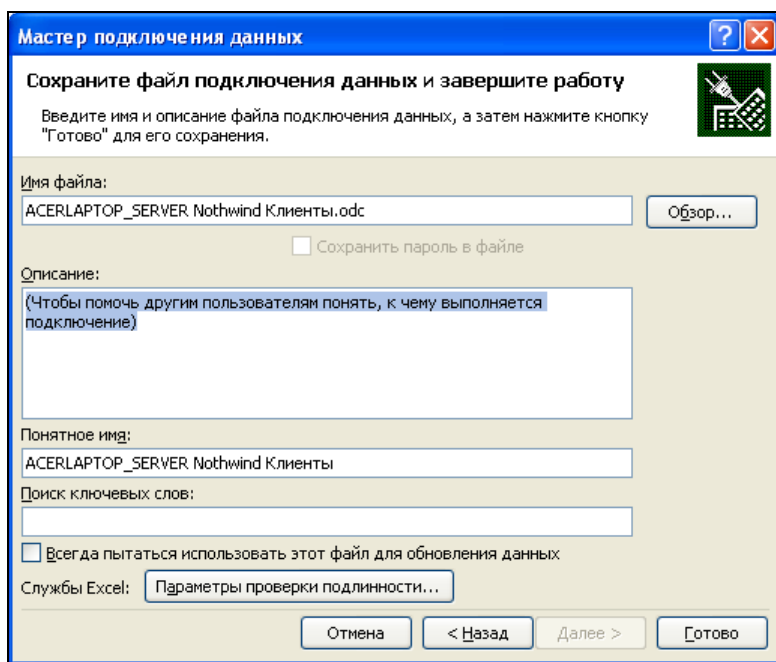 Мастер подключения данных
Сохраните файл подключения данных и завершите работу
Введите имя и описание файла подключения данных, а затем нажмите кнопку
"Готово" для его сохранения.
Имя файла:
ACERLAPTOP_SERVER Nothwind Клиенты.odc
Обзор...
Сохранить пароль в файле
Описание:
(Чтобы помочь другим пользователям понять, к чему выполняется
подключение)
Понятное имя:
ACERLAPTOP_SERVER Nothwind Клиенты
Поиск ключевых слов:
Всегда пытаться использовать этот файл для обновления данных
Службы Excel: Параметры проверки подлинности...
Отмена < Назад Далее > Готово